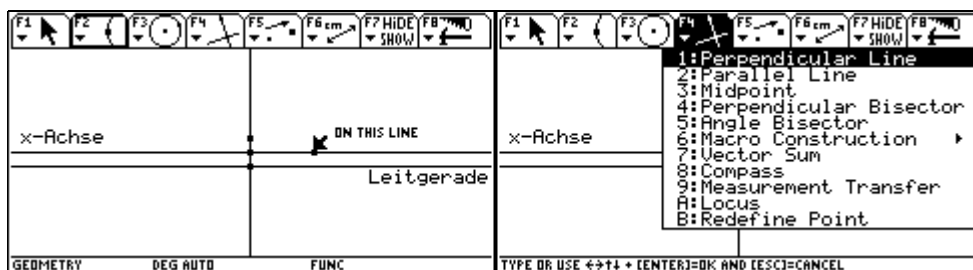 F1 F2 F3 F4 F5 F6 cm F7 HiDE SHOW F8
ON THIS LINE
x-Achse
Leitgerade
GEOMETRY DEG AUTO FUNC
F1 F2 F3 F4 F5 F6 cm F7 HiDE SHOW F8
1:Perpendicular Line
2:Parallel Line
3:Midpoint
4:Perpendicular Bisector
5:Angle Bisector
6:Macro Construction
7:Vector Sum
8:Compass
9:Measurement Transfer
A:Locus
B:Redefine Point
x-Achse
TYPE OR USE ←→↑↓ + [ENTER]=OK AND [ESC]=CANCEL